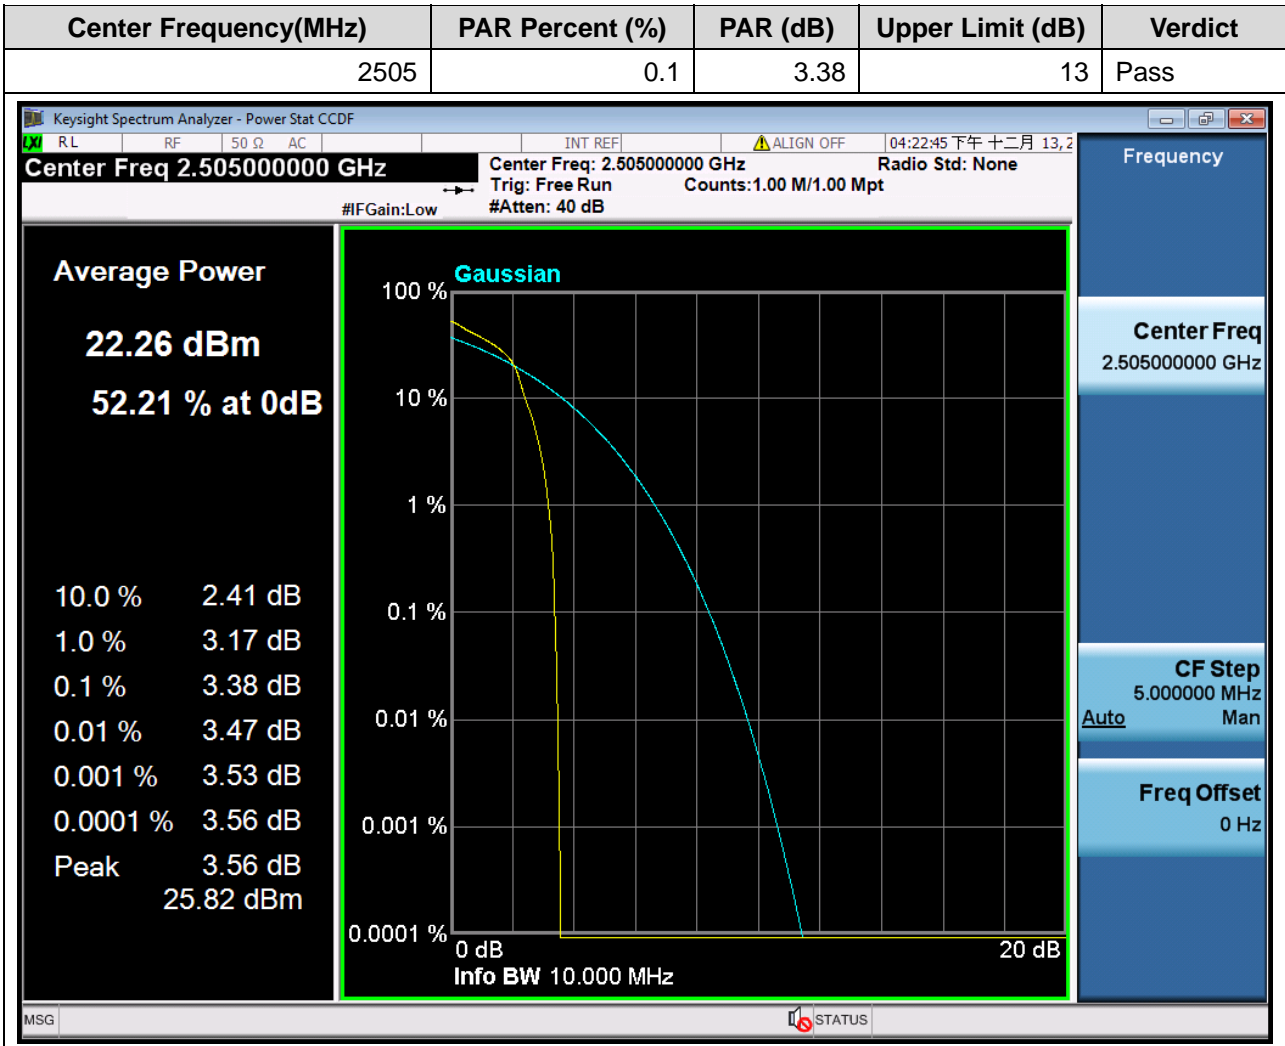 Center Frequency(MHz) PAR Percent (%) PAR (dB) Upper Limit (dB) Verdict
2505 0.1 3.38 13 Pass
Keysight Spectrum Analyzer - Power Stat CCDF
LXI RL RF 50 Ω AC INT REF ALIGN OFF 04:22:45 下午 十二月 13, 2
Center Freq 2.505000000 GHz
Center Freq: 2.505000000 GHz Radio Std: None
Trig: Free Run Counts:1.00 M/1.00 Mpt
#IFGain:Low #Atten: 40 dB
Average Power
22.26 dBm
52.21 % at 0dB
10.0 % 2.41 dB
1.0 % 3.17 dB
0.1 % 3.38 dB
0.01 % 3.47 dB
0.001 % 3.53 dB
0.0001 % 3.56 dB
Peak 3.56 dB
25.82 dBm
Gaussian
100 %
10 %
1 %
0.1 %
0.01 %
0.001 %
0.0001 %
0 dB 20 dB
Info BW 10.000 MHz
Frequency
Center Freq
2.505000000 GHz
CF Step
5.000000 MHz
Auto Man
Freq Offset
0 Hz
MSG STATUS